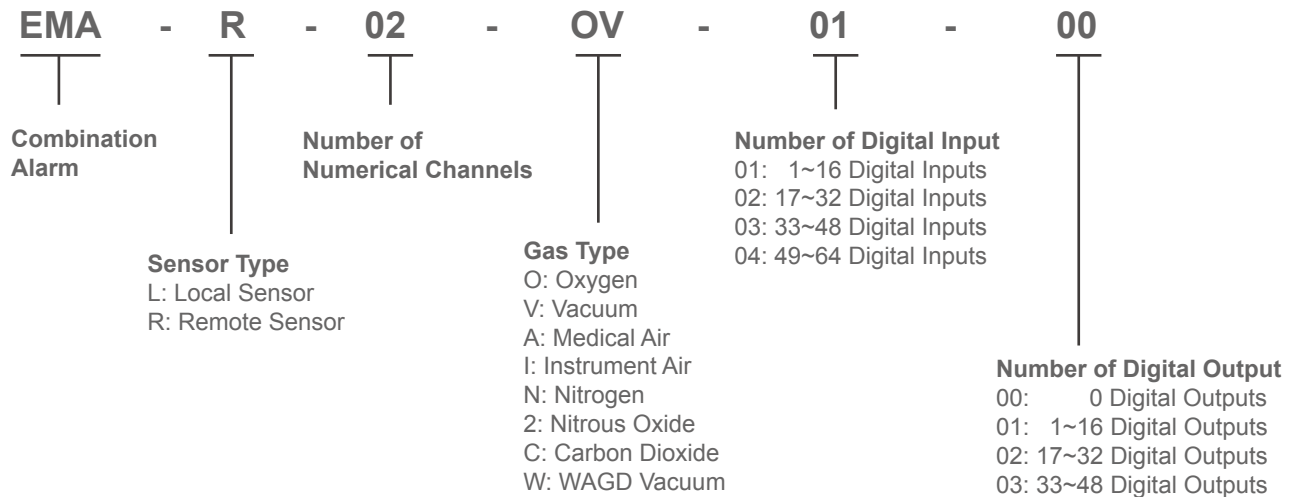 EMA - R - 02 - OV - 01 - 00
Combination
Alarm
Sensor Type
L: Local Sensor
R: Remote Sensor
Number of
Numerical Channels
Gas Type
O: Oxygen
V: Vacuum
A: Medical Air
I: Instrument Air
N: Nitrogen
2: Nitrous Oxide
C: Carbon Dioxide
W: WAGD Vacuum
Number of Digital Input
01: 1~16 Digital Inputs
02: 17~32 Digital Inputs
03: 33~48 Digital Inputs
04: 49~64 Digital Inputs
Number of Digital Output
00: 0 Digital Outputs
01: 1~16 Digital Outputs
02: 17~32 Digital Outputs
03: 33~48 Digital Outputs